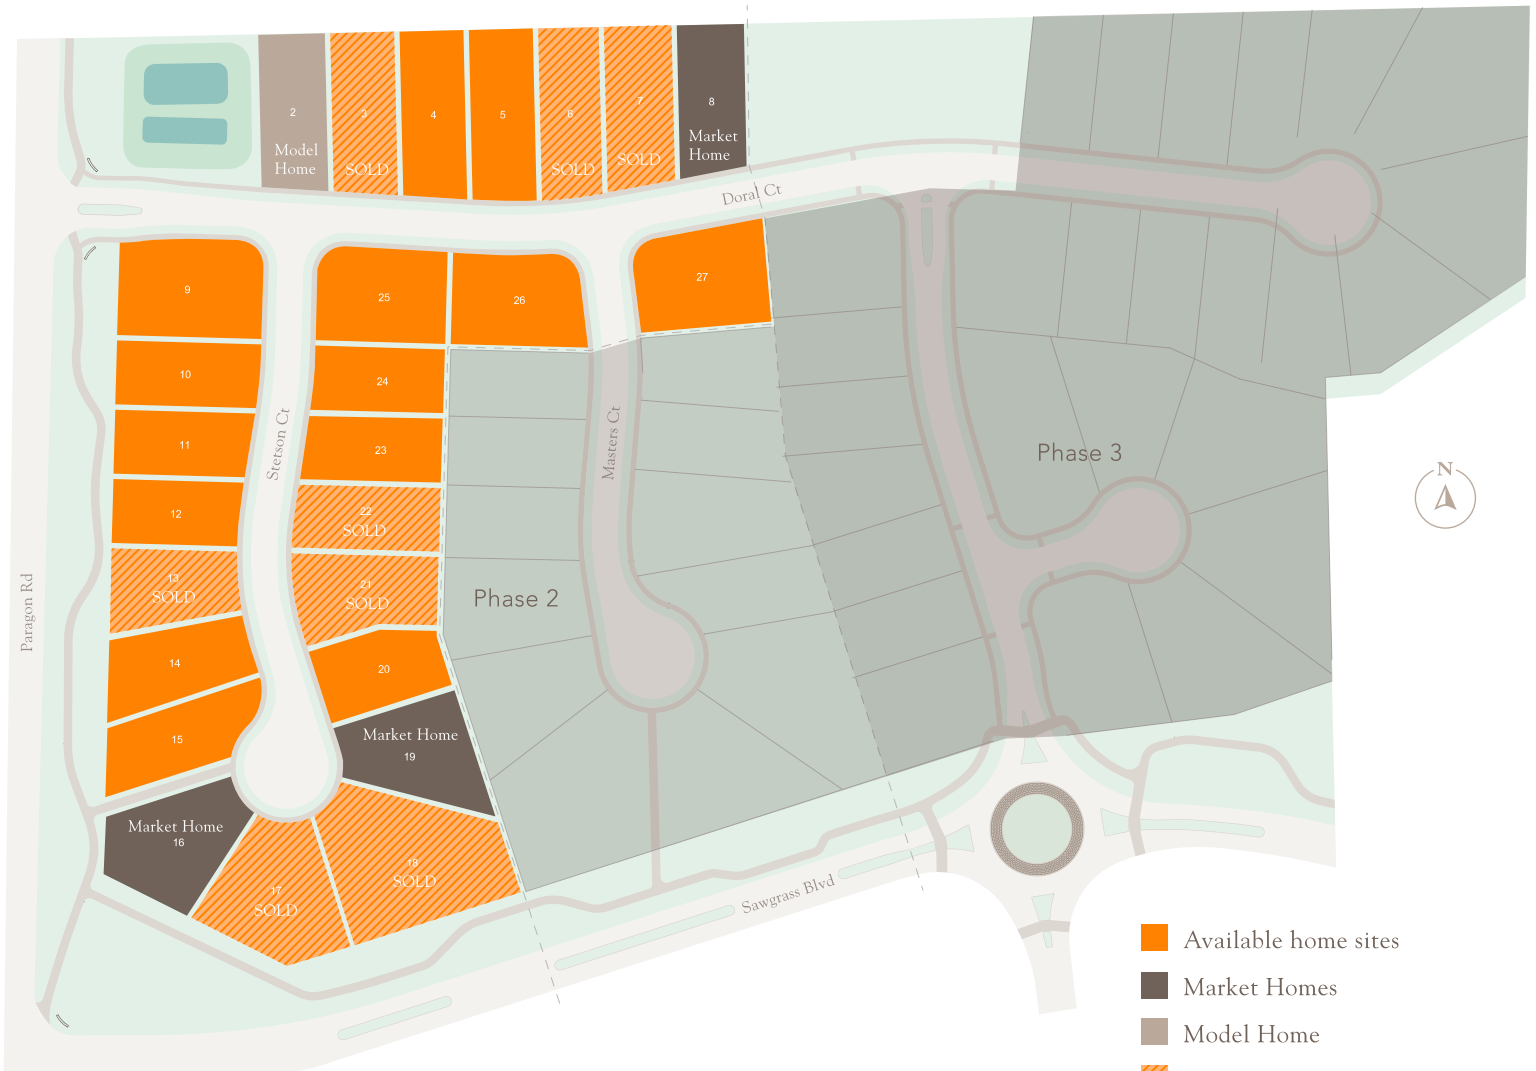 2
Model
Home
3
SOLD
4
5
6
SOLD
7
SOLD
8
Market
Home
Doral Ct
9
25
26
27
10
24
11
23
12
22
SOLD
13
SOLD
21
SOLD
14
20
15
Market Home
19
Market Home
16
17
SOLD
18
SOLD
Stetson Ct
Masters Ct
Paragon Rd
Phase 2
Phase 3
N
Sawgrass Blvd
Available home sites
Market Homes
Model Home